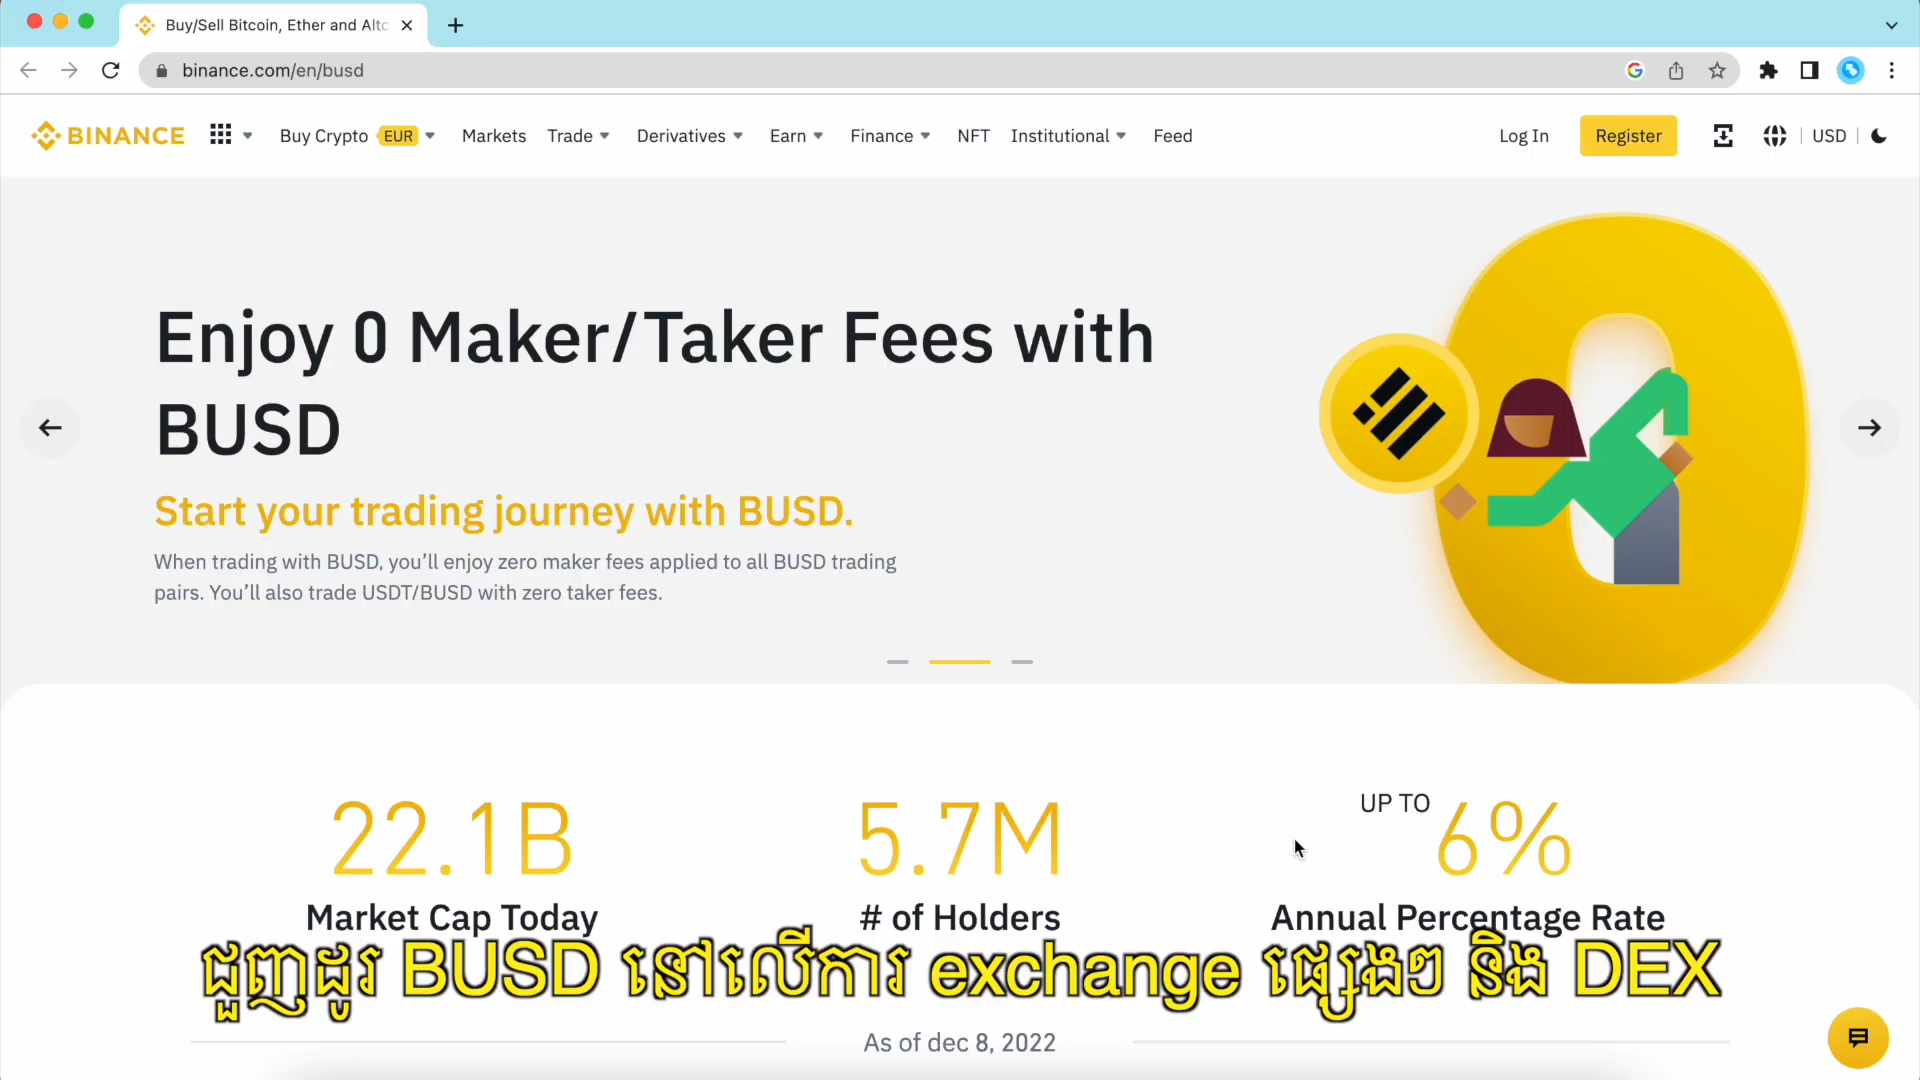 Buy/Sell Bitcoin, Ether and Altc
binance.com/en/busd
BINANCE
Buy Crypto EUR
Markets
Trade
Derivatives
Earn
Finance
NFT
Institutional
Feed
Log In
Register
USD
Enjoy 0 Maker/Taker Fees with
BUSD
Start your trading journey with BUSD.
When trading with BUSD, you’ll enjoy zero maker fees applied to all BUSD trading
pairs. You’ll also trade USDT/BUSD with zero taker fees.
22.1B
Market Cap Today
5.7M
# of Holders
UP TO 6%
Annual Percentage Rate
ជួញដូរ BUSD នៅលើការ exchange ផ្សេងៗ និង DEX
As of dec 8, 2022